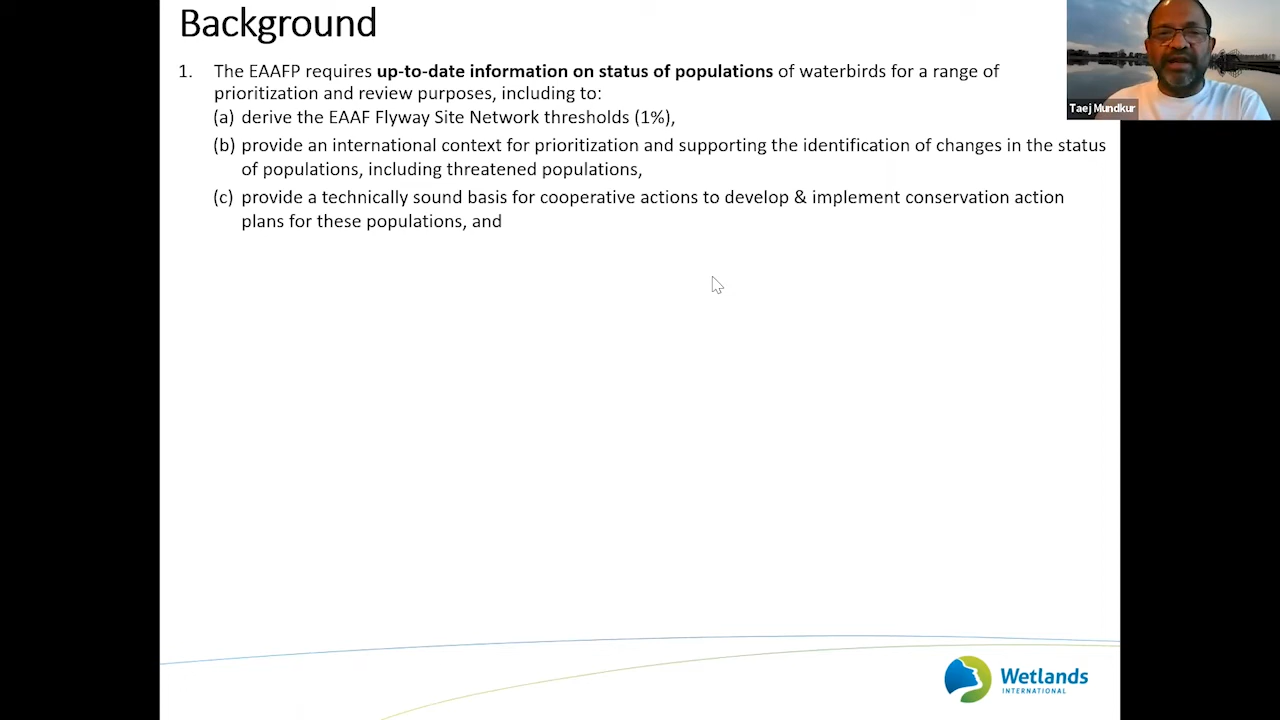 Background
1. The EAAFP requires up-to-date information on status of populations of waterbirds for a range of
prioritization and review purposes, including to:
(a) derive the EAAF Flyway Site Network thresholds (1%),
(b) provide an international context for prioritization and supporting the identification of changes in the status
of populations, including threatened populations,
(c) provide a technically sound basis for cooperative actions to develop & implement conservation action
plans for these populations, and
Taej Mundkur
Wetlands
INTERNATIONAL